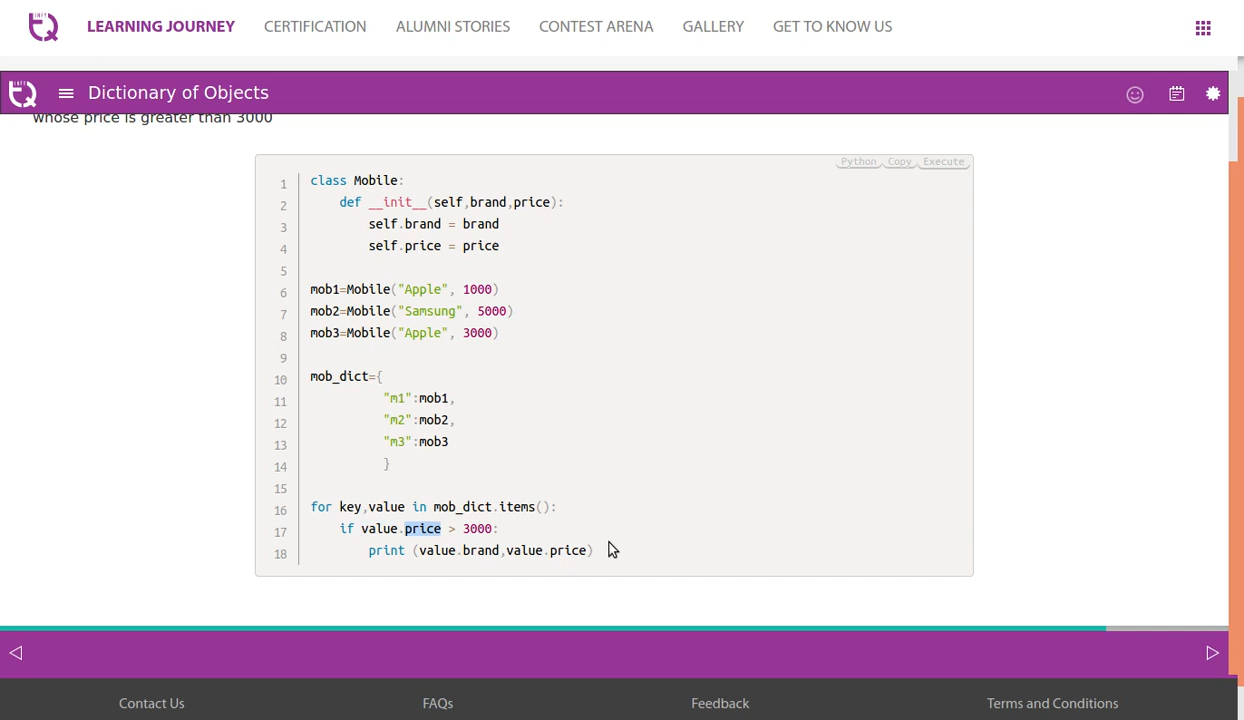 LEARNING JOURNEY CERTIFICATION ALUMNI STORIES CONTEST ARENA GALLERY GET TO KNOW US
Dictionary of Objects
whose price is greater than 3000
Python Copy Execute
1 class Mobile:
2     def __init__(self,brand,price):
3         self.brand = brand
4         self.price = price
5
6 mob1=Mobile("Apple", 1000)
7 mob2=Mobile("Samsung", 5000)
8 mob3=Mobile("Apple", 3000)
9
10 mob_dict={
11           "m1":mob1,
12           "m2":mob2,
13           "m3":mob3
14           }
15
16 for key,value in mob_dict.items():
17     if value.price > 3000:
18         print (value.brand,value.price)
Contact Us FAQs Feedback Terms and Conditions